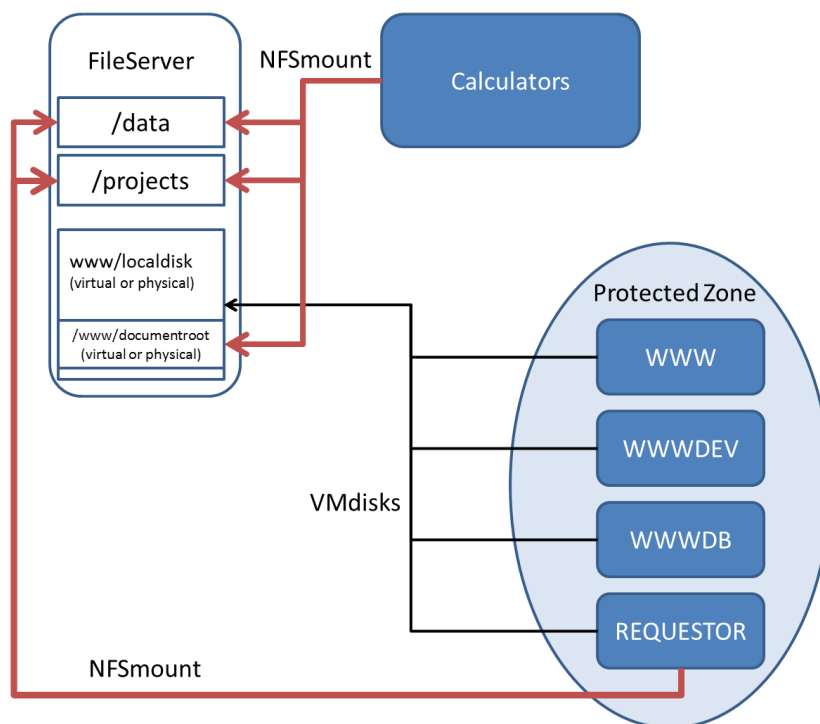 FileServer
NFSmount
Calculators
/data
/projects
www/localdisk
(virtual or physical)
/www/documentroot
(virtual or physical)
Protected Zone
WWW
WWWDEV
VMdisks
WWWDB
REQUESTOR
NFSmount